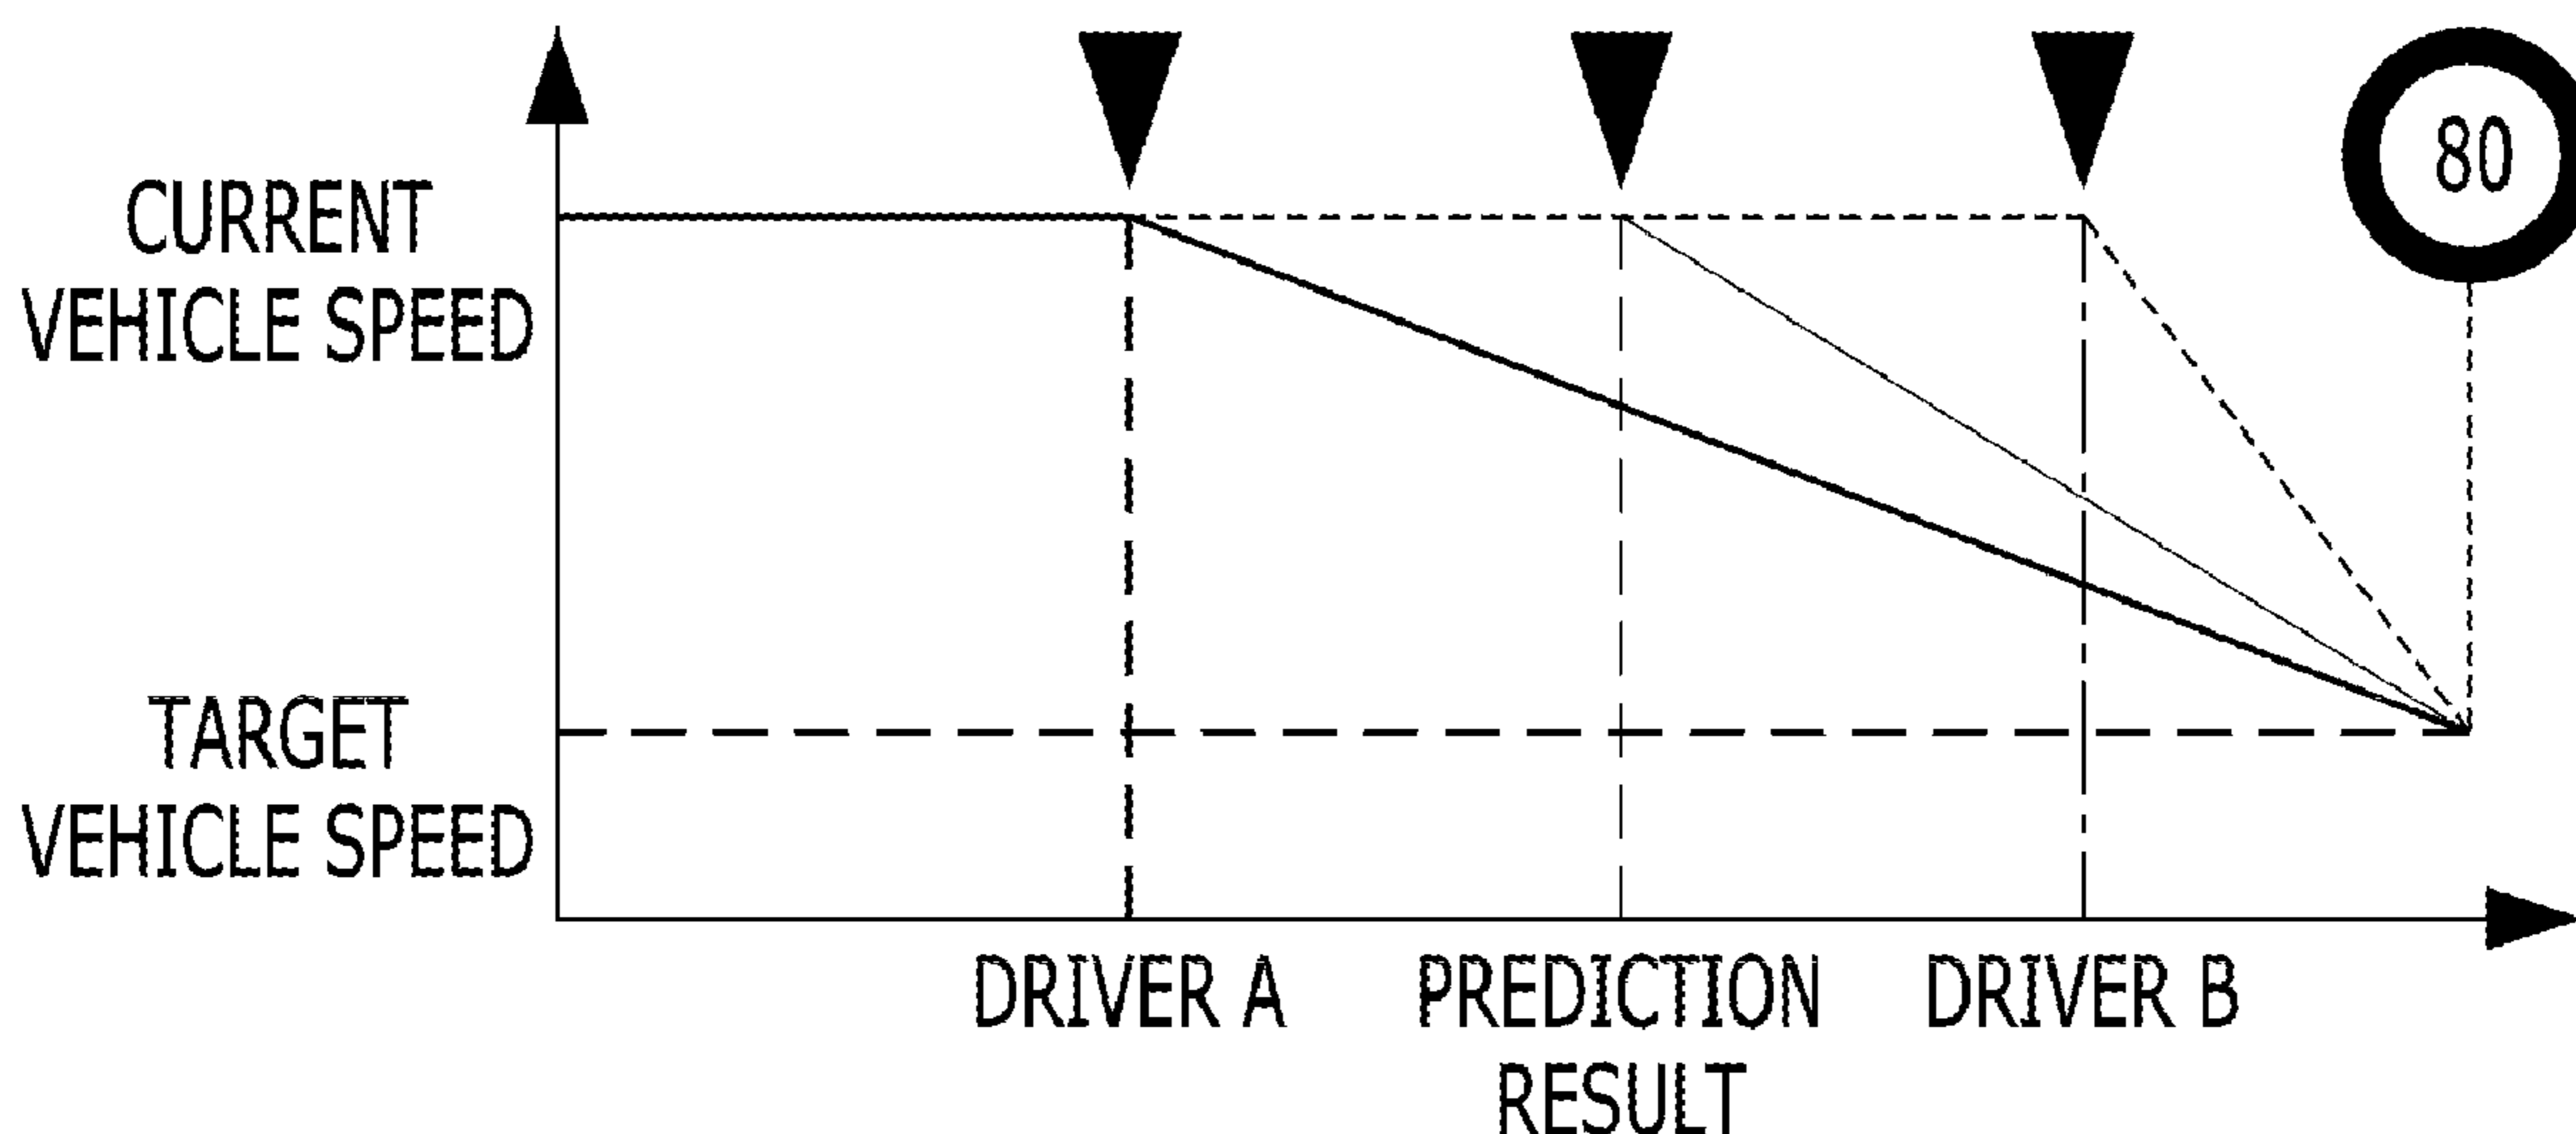 80
CURRENT
VEHICLE SPEED
TARGET
VEHICLE SPEED
DRIVER A
PREDICTION
RESULT
DRIVER B